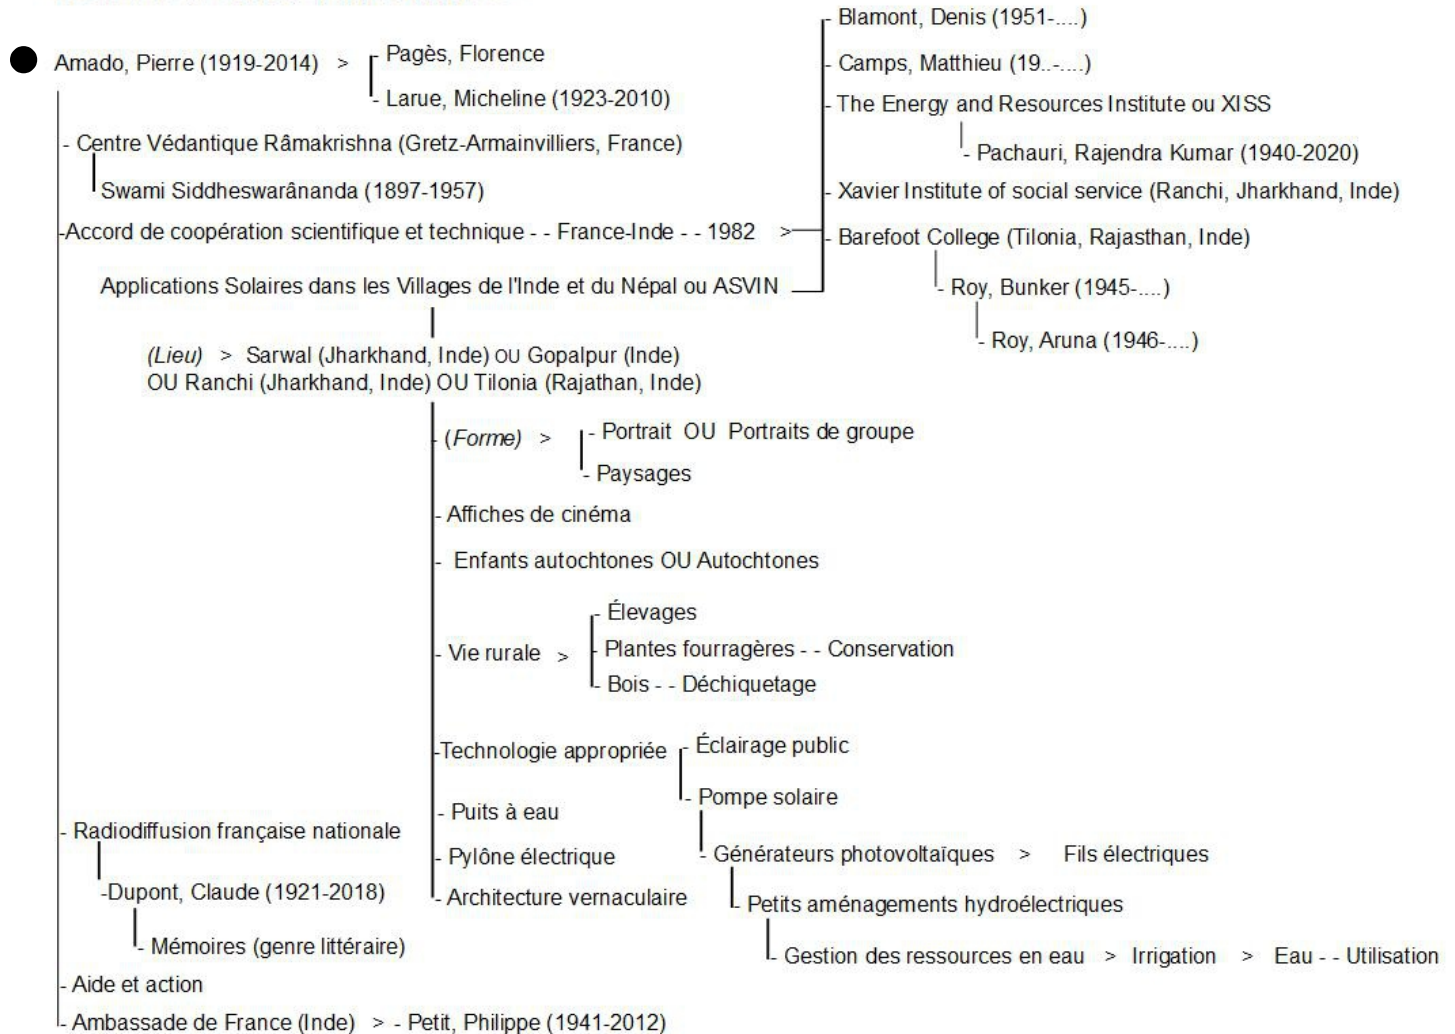 Amado, Pierre (1919-2014) >
- Pagès, Florence
- Larue, Micheline (1923-2010)
- Centre Védantique Râmakrishna (Gretz-Armainvilliers, France)
Swami Siddheswarânanda (1897-1957)
-Accord de coopération scientifique et technique - - France-Inde - - 1982 >
Applications Solaires dans les Villages de l'Inde et du Népal ou ASVIN
- Blamont, Denis (1951-....)
- Camps, Matthieu (19..-....)
- The Energy and Resources Institute ou XISS
- Pachauri, Rajendra Kumar (1940-2020)
- Xavier Institute of social service (Ranchi, Jharkhand, Inde)
- Barefoot College (Tilonia, Rajasthan, Inde)
- Roy, Bunker (1945-....)
- Roy, Aruna (1946-....)
(Lieu) > Sarwal (Jharkhand, Inde) OU Gopalpur (Inde)
OU Ranchi (Jharkhand, Inde) OU Tilonia (Rajathan, Inde)
- (Forme) >
- Portrait OU Portraits de groupe
- Paysages
- Affiches de cinéma
- Enfants autochtones OU Autochtones
- Vie rurale >
- Élevages
- Plantes fourragères - - Conservation
- Bois - - Déchiquetage
-Technologie appropriée
- Éclairage public
- Pompe solaire
- Générateurs photovoltaïques > Fils électriques
- Petits aménagements hydroélectriques
- Gestion des ressources en eau > Irrigation > Eau - - Utilisation
- Puits à eau
- Pylône électrique
- Architecture vernaculaire
- Radiodiffusion française nationale
-Dupont, Claude (1921-2018)
- Mémoires (genre littéraire)
- Aide et action
- Ambassade de France (Inde) > - Petit, Philippe (1941-2012)